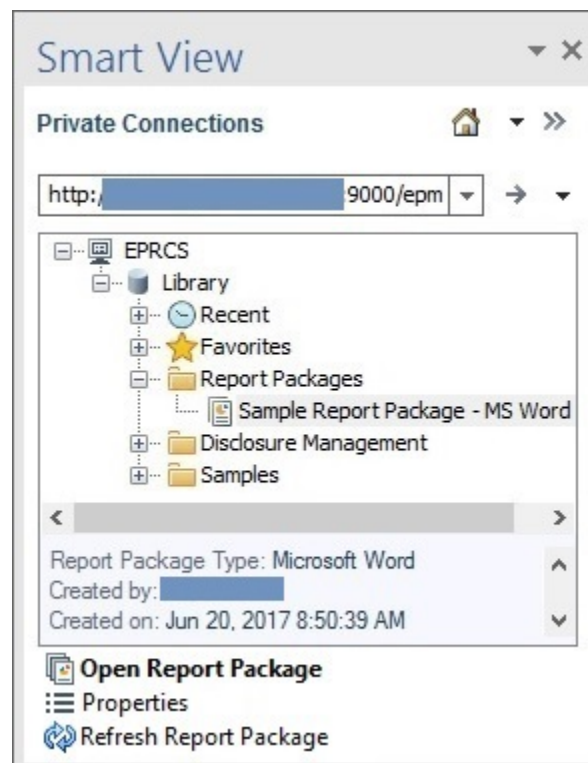 Smart View
Private Connections
http:/ :9000/epm
EPRCS
Library
Recent
Favorites
Report Packages
Sample Report Package - MS Word
Disclosure Management
Samples
Report Package Type: Microsoft Word
Created by:
Created on: Jun 20, 2017 8:50:39 AM
Open Report Package
Properties
Refresh Report Package